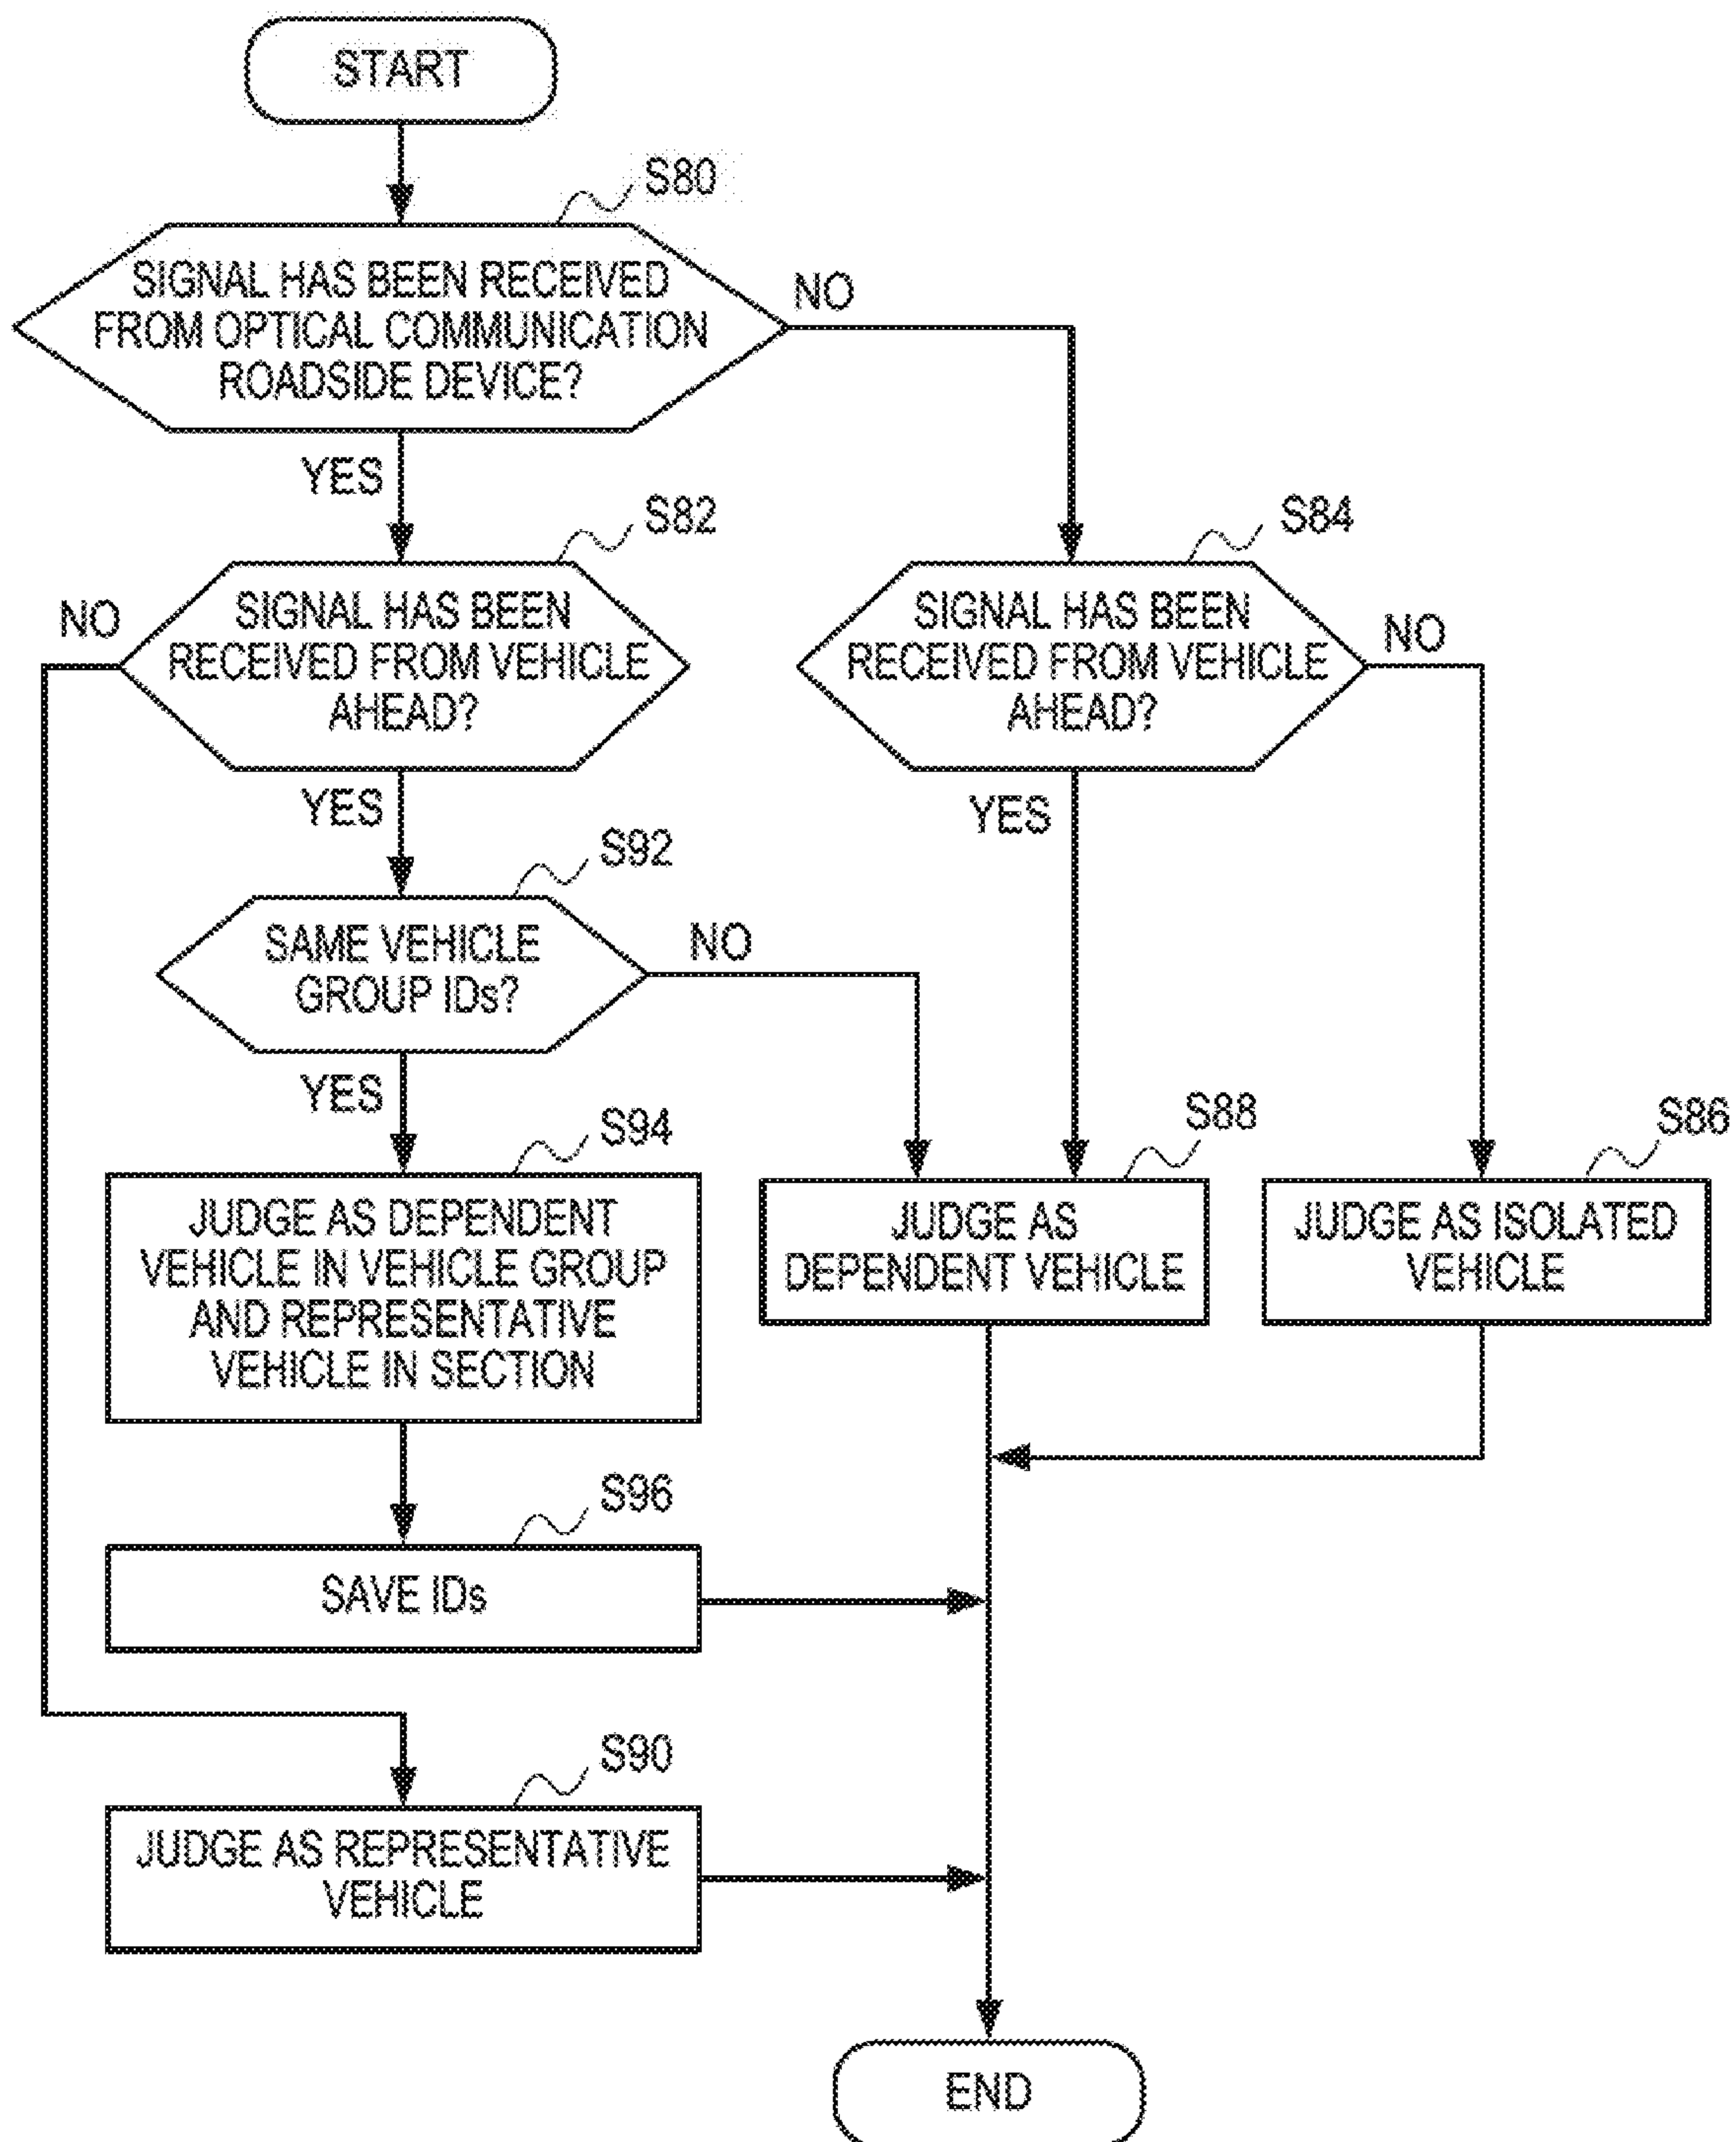 START
S80
SIGNAL HAS BEEN RECEIVED
FROM OPTICAL COMMUNICATION
ROADSIDE DEVICE?
NO
YES
S82
S84
NO
SIGNAL HAS BEEN
RECEIVED FROM VEHICLE
AHEAD?
SIGNAL HAS BEEN
RECEIVED FROM VEHICLE
AHEAD?
NO
YES
YES
S92
SAME VEHICLE
GROUP IDs?
NO
YES
S94
S88
S86
JUDGE AS DEPENDENT
VEHICLE IN VEHICLE GROUP
AND REPRESENTATIVE
VEHICLE IN SECTION
JUDGE AS
DEPENDENT VEHICLE
JUDGE AS ISOLATED
VEHICLE
S96
SAVE IDs
S90
JUDGE AS REPRESENTATIVE
VEHICLE
END